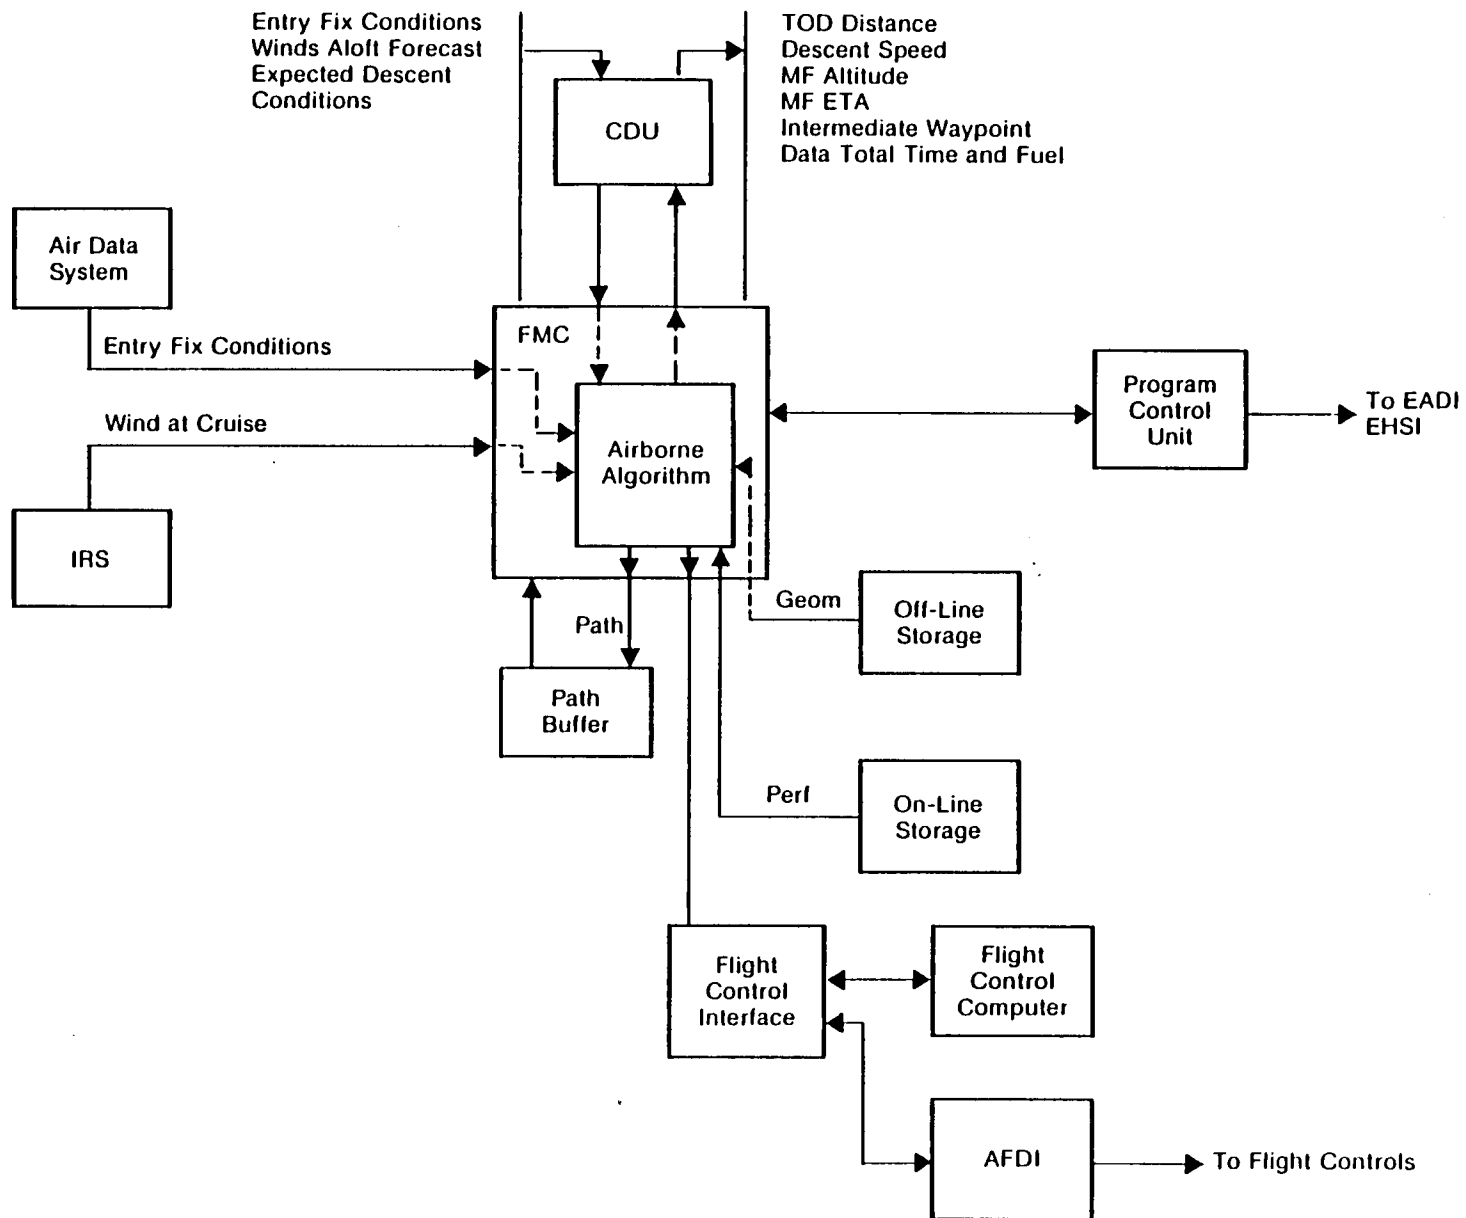 Entry Fix Conditions
Winds Aloft Forecast
Expected Descent
Conditions
TOD Distance
Descent Speed
MF Altitude
MF ETA
Intermediate Waypoint
Data Total Time and Fuel
CDU
Air Data
System
Entry Fix Conditions
FMC
Wind at Cruise
Airborne
Algorithm
Program
Control
Unit
To EADI
EHSI
IRS
Geom
Off-Line
Storage
Path
Path
Buffer
Perf
On-Line
Storage
Flight
Control
Interface
Flight
Control
Computer
AFDI
To Flight Controls